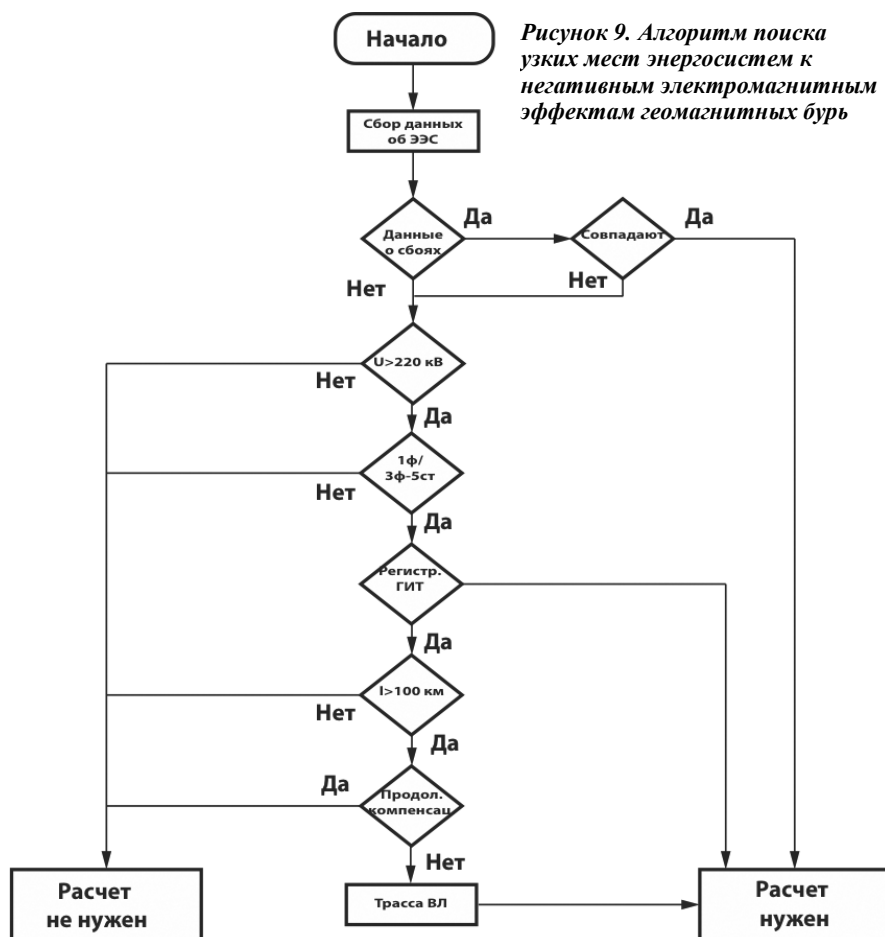 Начало
Рисунок 9. Алгоритм поиска
узких мест энергосистем к
негативным электромагнитным
эффектам геомагнитных бурь
Сбор данных
об ЭЭС
Данные
о сбоях
Да
Совпадают
Да
Нет
Нет
U>220 кВ
Нет
Да
1ф/
3ф-5ст
Нет
Да
Регистр.
ГИТ
Да
l>100 км
Нет
Да
Да
Продол.
компенсац.
Нет
Расчет
не нужен
Трасса ВЛ
Расчет
нужен